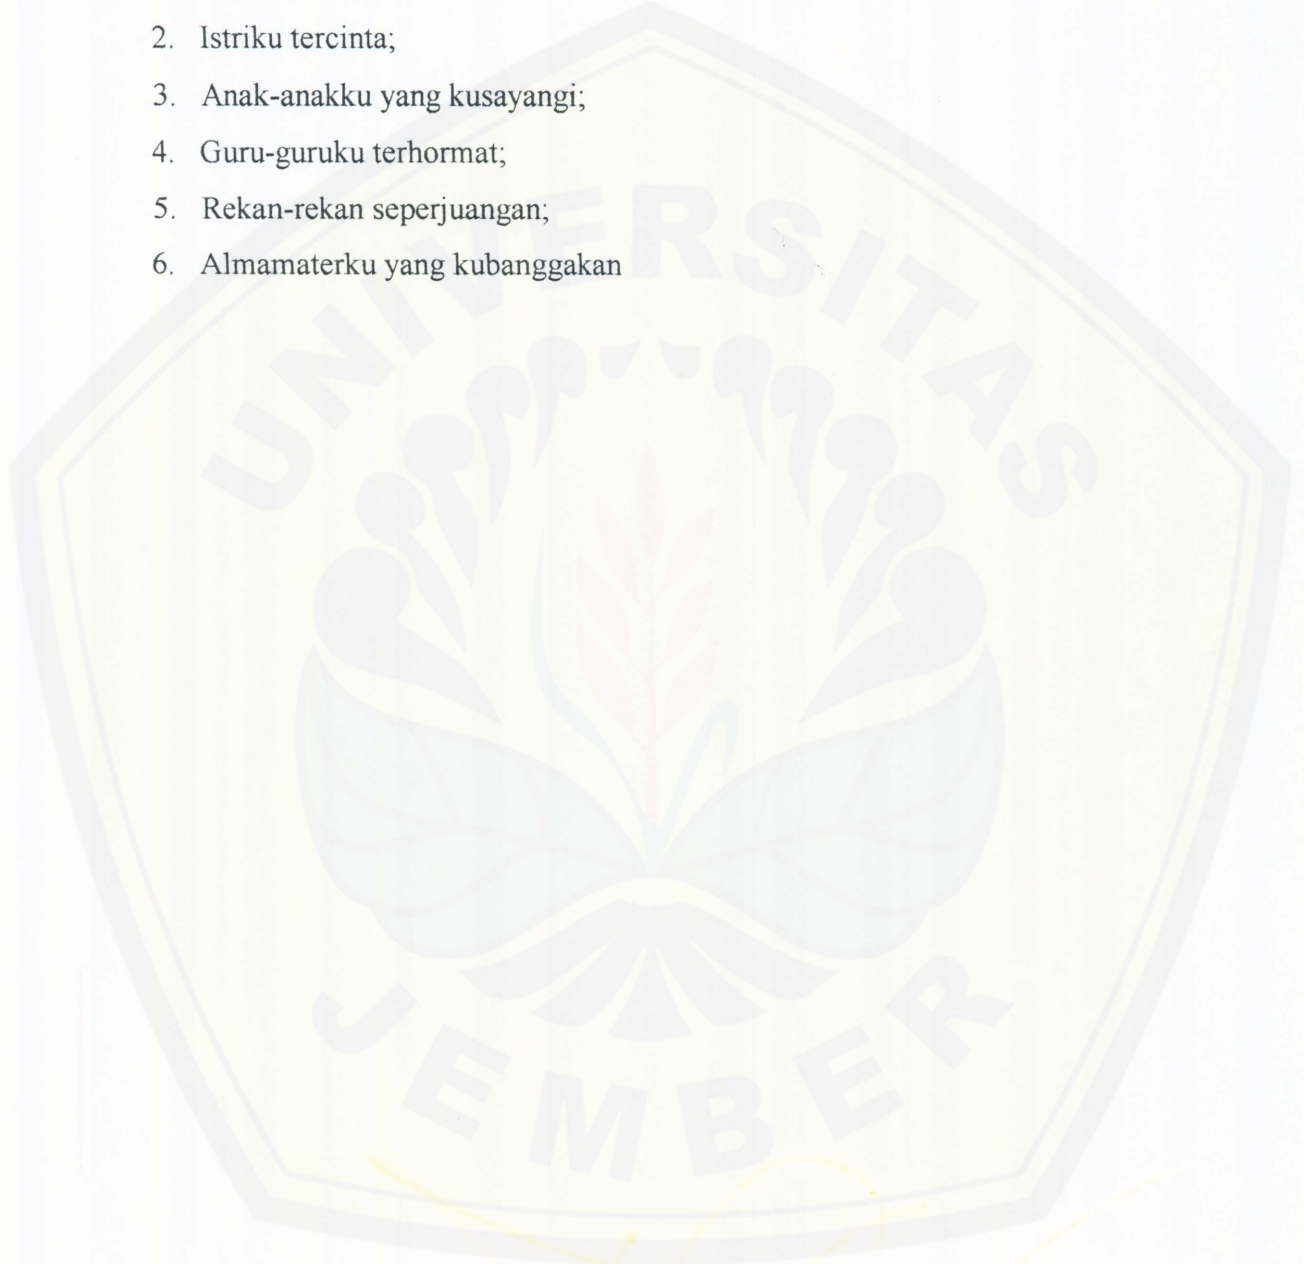 2. Istriku tercinta;
3. Anak-anakku yang kusayangi;
4. Guru-guruku terhormat;
5. Rekan-rekan seperjuangan;
6. Almamaterku yang kubanggakan
UNIVERSITAS
JEMBER